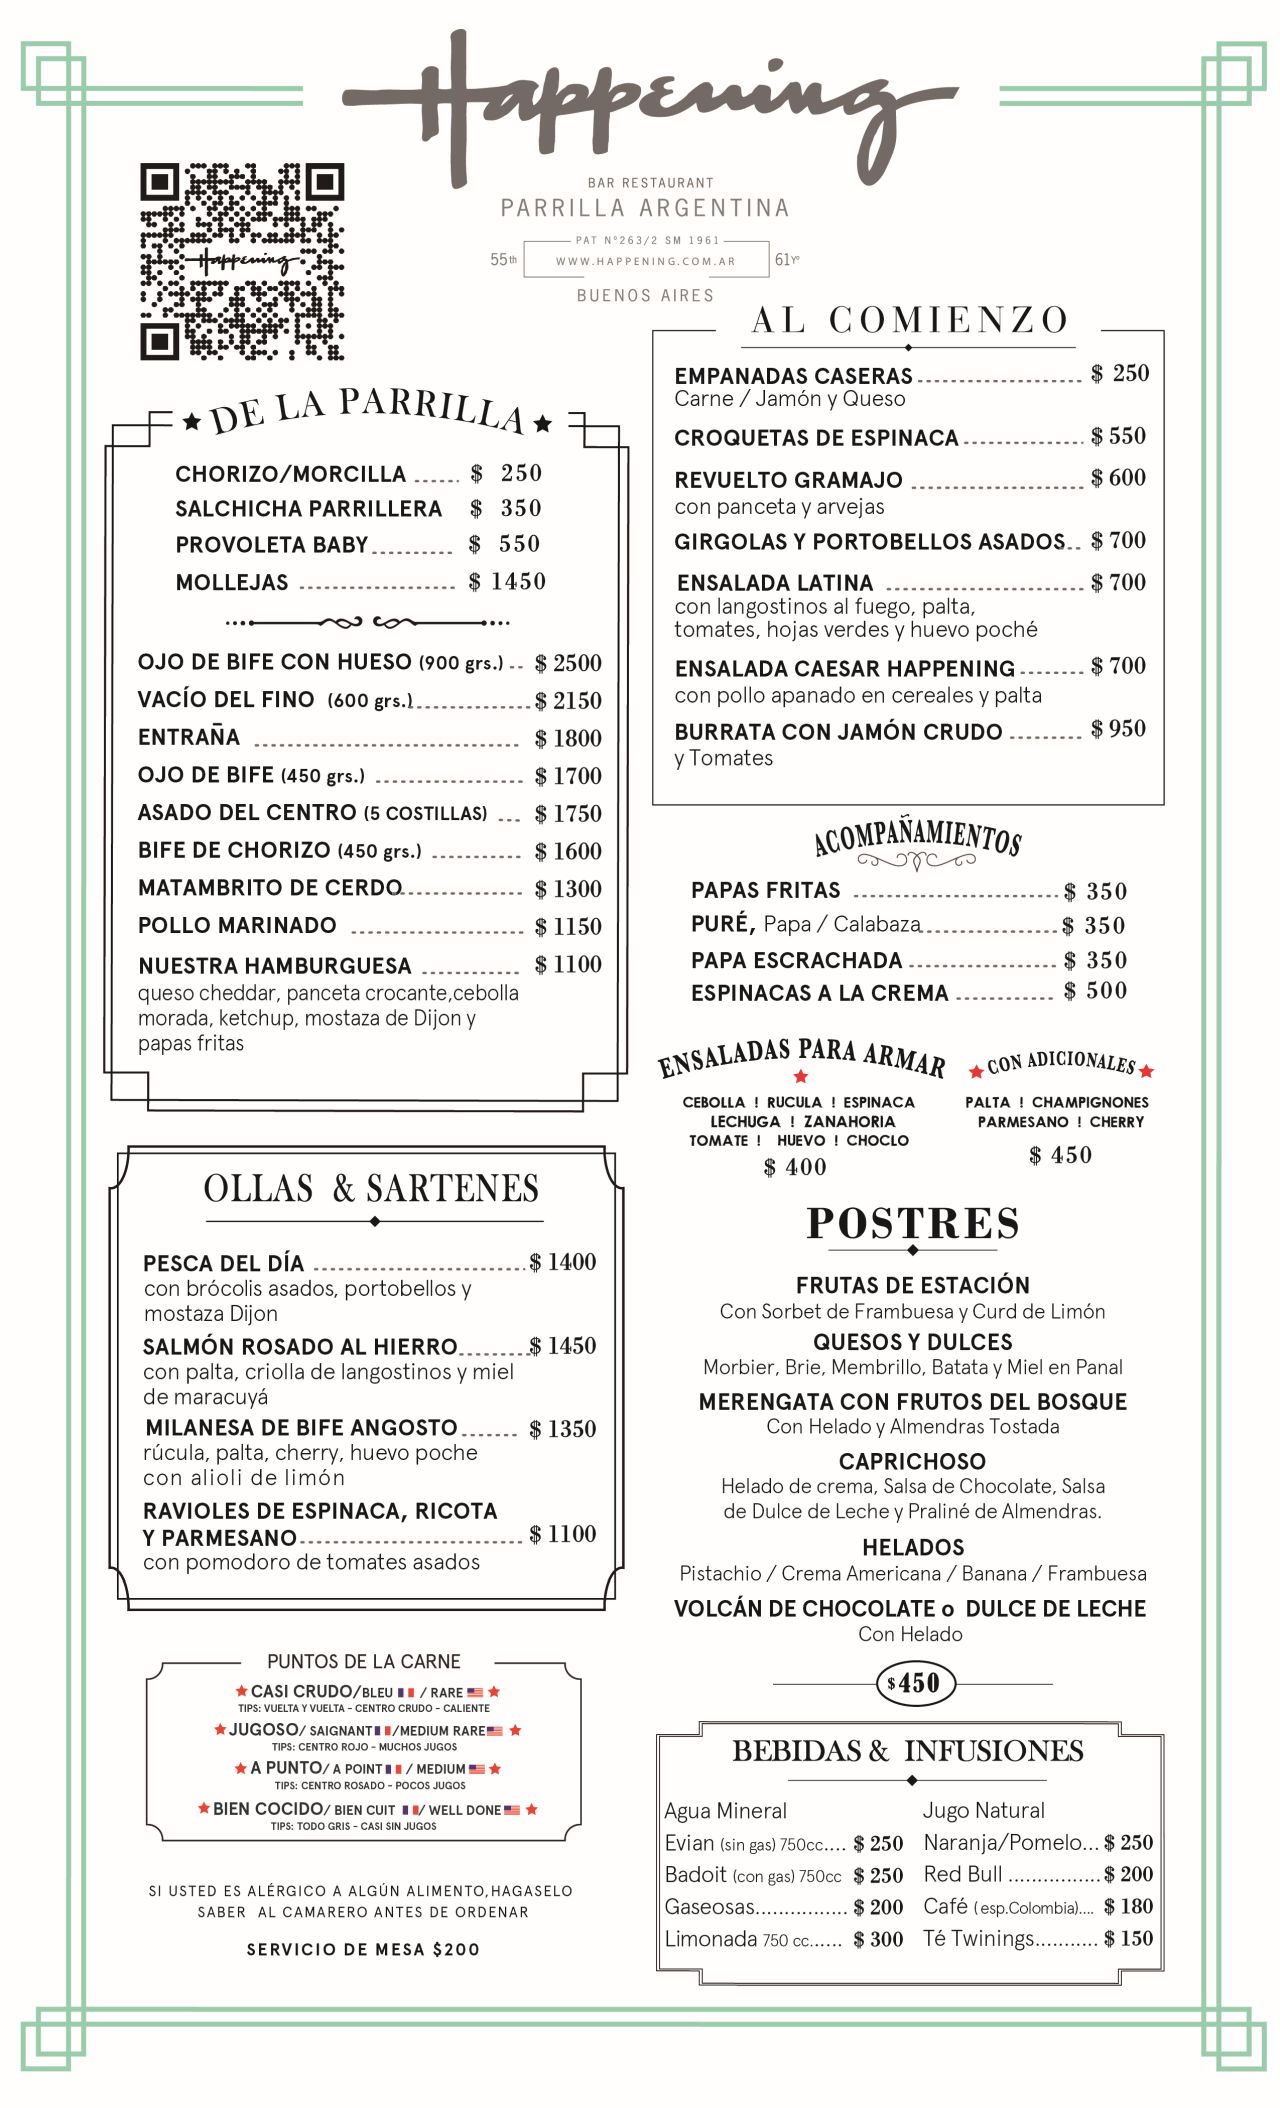 Happening
BAR RESTAURANT
PARRILLA ARGENTINA
PAT Nº263/2 SM 1961
55th WWW.HAPPENING.COM.AR 61Yº
BUENOS AIRES
Happening
DE LA PARRILLA
CHORIZO/MORCILLA ...... $ 250
SALCHICHA PARRILLERA $ 350
PROVOLETA BABY.......... $ 550
MOLLEJAS ................... $ 1450
OJO DE BIFE CON HUESO (900 grs.) .. $ 2500
VACÍO DEL FINO (600 grs.)............... $ 2150
ENTRAÑA ................................ $ 1800
OJO DE BIFE (450 grs.) .................. $ 1700
ASADO DEL CENTRO (5 COSTILLAS) ... $ 1750
BIFE DE CHORIZO (450 grs.) ........... $ 1600
MATAMBRITO DE CERDO............... $ 1300
POLLO MARINADO ..................... $ 1150
NUESTRA HAMBURGUESA ............ $ 1100
queso cheddar, panceta crocante,cebolla
morada, ketchup, mostaza de Dijon y
papas fritas
OLLAS & SARTENES
PESCA DEL DÍA .......................... $ 1400
con brócolis asados, portobellos y
mostaza Dijon
SALMÓN ROSADO AL HIERRO......... $ 1450
con palta, criolla de langostinos y miel
de maracuyá
MILANESA DE BIFE ANGOSTO....... $ 1350
rúcula, palta, cherry, huevo poche
con alioli de limón
RAVIOLES DE ESPINACA, RICOTA
Y PARMESANO........................... $ 1100
con pomodoro de tomates asados
PUNTOS DE LA CARNE
CASI CRUDO/BLEU / RARE
TIPS: VUELTA Y VUELTA - CENTRO CRUDO - CALIENTE
JUGOSO/ SAIGNANT /MEDIUM RARE
TIPS: CENTRO ROJO - MUCHOS JUGOS
A PUNTO/ A POINT / MEDIUM
TIPS: CENTRO ROSADO - POCOS JUGOS
BIEN COCIDO/ BIEN CUIT / WELL DONE
TIPS: TODO GRIS - CASI SIN JUGOS
SI USTED ES ALÉRGICO A ALGÚN ALIMENTO,HAGASELO
SABER AL CAMARERO ANTES DE ORDENAR
SERVICIO DE MESA $200
AL COMIENZO
EMPANADAS CASERAS.................... $ 250
Carne / Jamón y Queso
CROQUETAS DE ESPINACA............... $ 550
REVUELTO GRAMAJO ..................... $ 600
con panceta y arvejas
GIRGOLAS Y PORTOBELLOS ASADOS.. $ 700
ENSALADA LATINA ........................ $ 700
con langostinos al fuego, palta,
tomates, hojas verdes y huevo poché
ENSALADA CAESAR HAPPENING........ $ 700
con pollo apanado en cereales y palta
BURRATA CON JAMÓN CRUDO ......... $ 950
y Tomates
ACOMPAÑAMIENTOS
PAPAS FRITAS ......................... $ 350
PURÉ, Papa / Calabaza................. $ 350
PAPA ESCRACHADA .................. $ 350
ESPINACAS A LA CREMA ............ $ 500
ENSALADAS PARA ARMAR
CEBOLLA ! RUCULA ! ESPINACA
LECHUGA ! ZANAHORIA
TOMATE ! HUEVO ! CHOCLO
$ 400
CON ADICIONALES
PALTA ! CHAMPIGNONES
PARMESANO ! CHERRY
$ 450
POSTRES
FRUTAS DE ESTACIÓN
Con Sorbet de Frambuesa y Curd de Limón
QUESOS Y DULCES
Morbier, Brie, Membrillo, Batata y Miel en Panal
MERENGATA CON FRUTOS DEL BOSQUE
Con Helado y Almendras Tostada
CAPRICHOSO
Helado de crema, Salsa de Chocolate, Salsa
de Dulce de Leche y Praliné de Almendras.
HELADOS
Pistachio / Crema Americana / Banana / Frambuesa
VOLCÁN DE CHOCOLATE o DULCE DE LECHE
Con Helado
$450
BEBIDAS & INFUSIONES
Agua Mineral
Evian (sin gas) 750cc.... $ 250
Badoit (con gas) 750cc $ 250
Gaseosas................ $ 200
Limonada 750 cc...... $ 300
Jugo Natural
Naranja/Pomelo... $ 250
Red Bull ................ $ 200
Café (esp.Colombia).... $ 180
Té Twinings........... $ 150